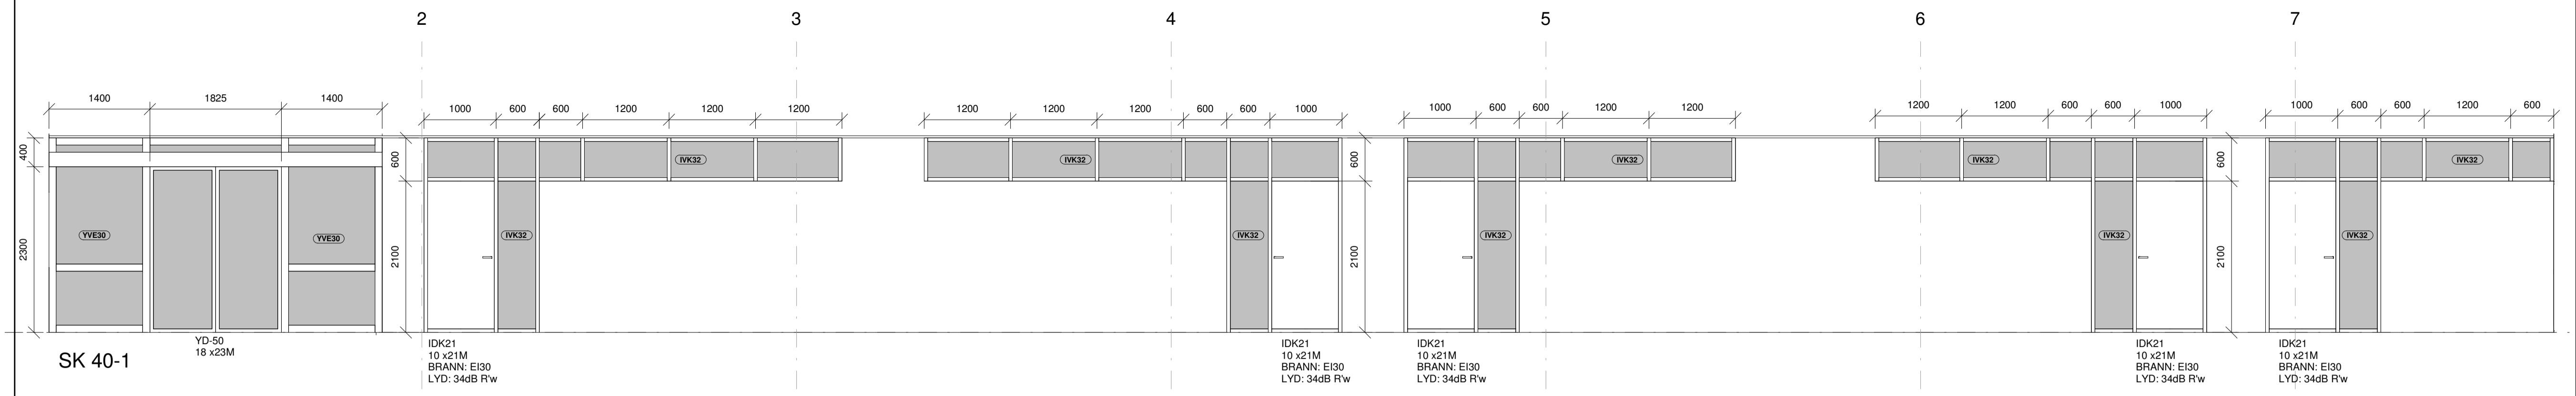 2 3 4 5 6 7
1400 1825 1400
1000 600 600 1200 1200 1200
1200 1200 1200 600 600 1000
1000 600 600 1200 1200
1200 1200 600 600 1000
1000 600 600 1200 600
400
2300
600
2100
600
2100
600
2100
YVE30
YVE30
IVK32
IVK32
IVK32
IVK32
IVK32
IVK32
IVK32
IVK32
IVK32
IVK32
SK 40-1
YD-50
18 x23M
IDK21
10 x21M
BRANN: EI30
LYD: 34dB R'w
IDK21
10 x21M
BRANN: EI30
LYD: 34dB R'w
IDK21
10 x21M
BRANN: EI30
LYD: 34dB R'w
IDK21
10 x21M
BRANN: EI30
LYD: 34dB R'w
IDK21
10 x21M
BRANN: EI30
LYD: 34dB R'w